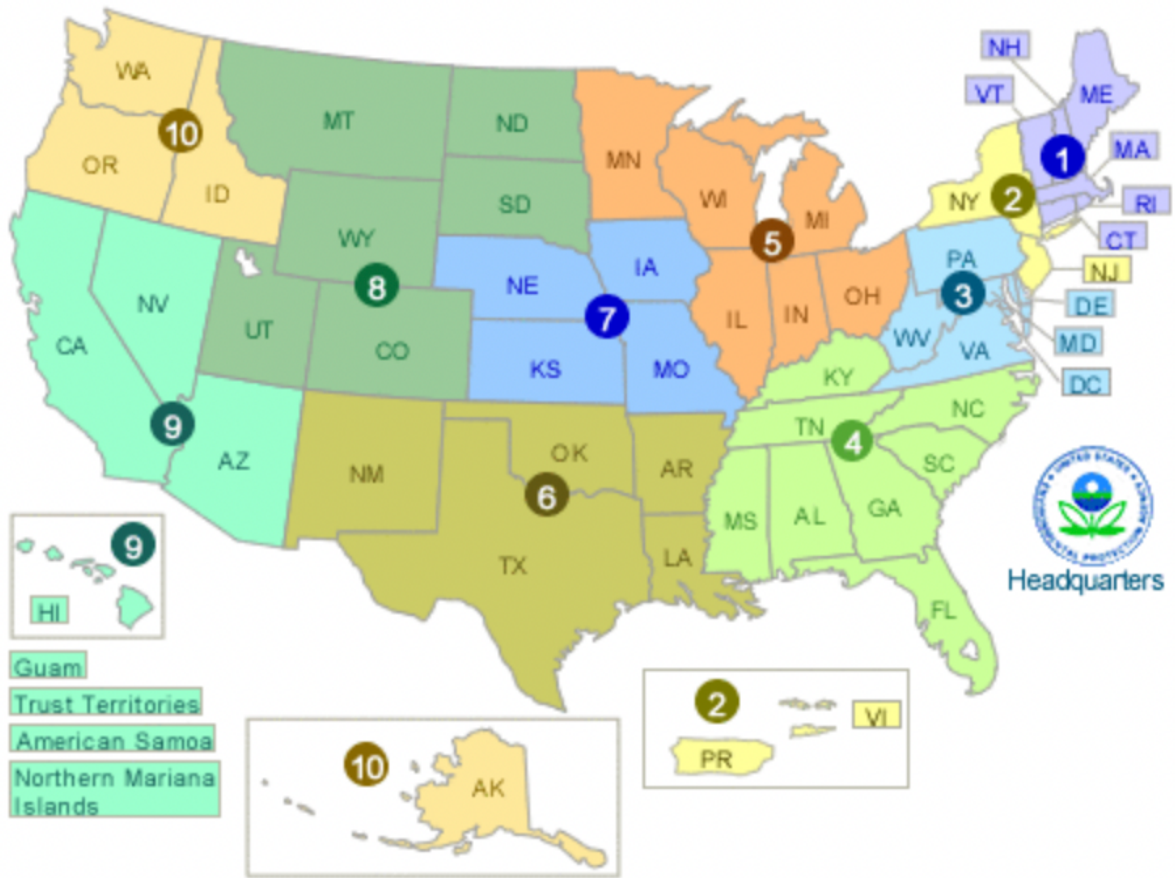 NH
VT
ME
WA
MT
ND
MN
10
OR
ID
1
MA
2
NY
RI
WI
MI
SD
WY
5
CT
PA
NJ
8
NE
IA
3
DE
NV
UT
7
IL
IN
OH
WV
VA
MD
CA
CO
KS
MO
KY
DC
9
TN
4
NC
AZ
NM
OK
AR
SC
6
MS
AL
GA
UNITED STATES
ENVIRONMENTAL PROTECTION AGENCY
Headquarters
TX
LA
9
HI
FL
Guam
Trust Territories
American Samoa
Northern Mariana
Islands
10
AK
2
VI
PR